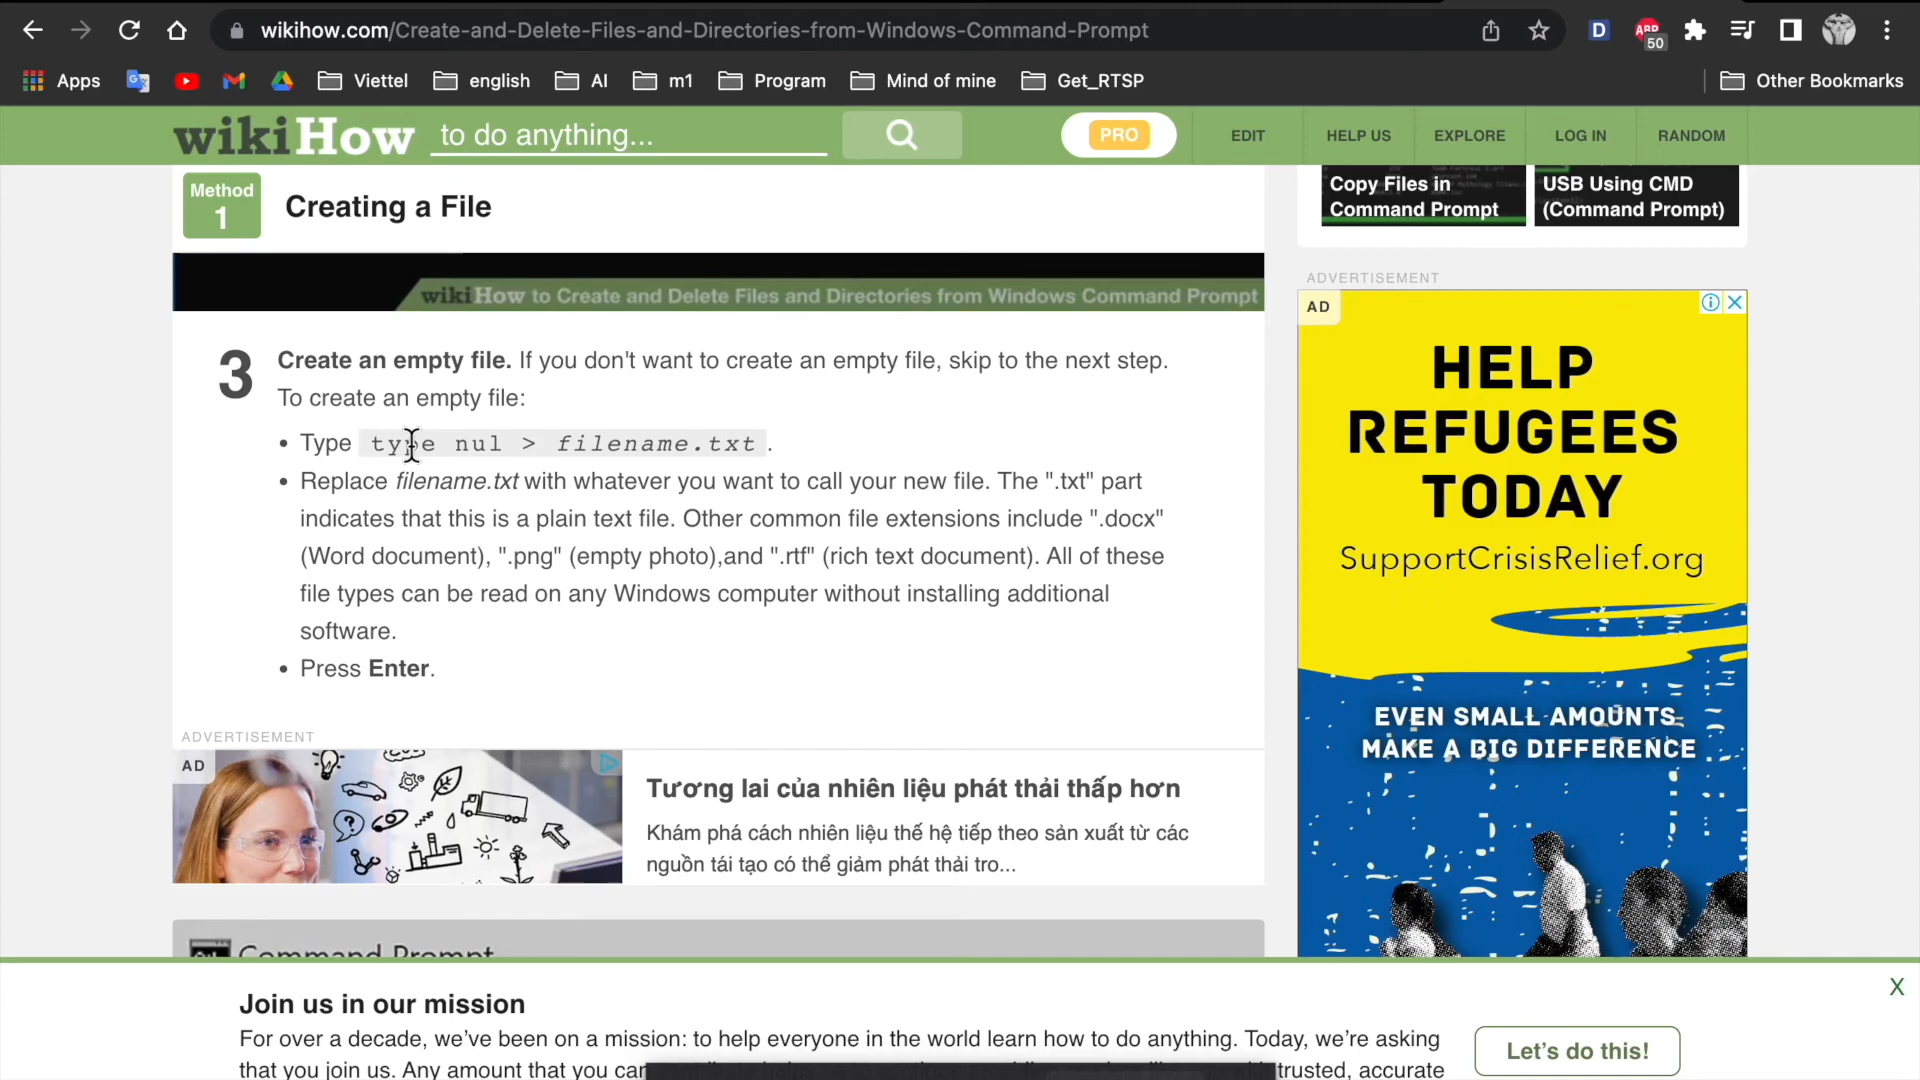 wikihow.com/Create-and-Delete-Files-and-Directories-from-Windows-Command-Prompt
ABP
50
D
Apps
Viettel
english
AI
m1
Program
Mind of mine
Get_RTSP
Other Bookmarks
wikiHow to do anything...
PRO
EDIT
HELP US
EXPLORE
LOG IN
RANDOM
Method
1
Creating a File
wikiHow to Create and Delete Files and Directories from Windows Command Prompt
3
Create an empty file. If you don't want to create an empty file, skip to the next step.
To create an empty file:
• Type type nul > filename.txt.
• Replace filename.txt with whatever you want to call your new file. The ".txt" part
indicates that this is a plain text file. Other common file extensions include ".docx"
(Word document), ".png" (empty photo),and ".rtf" (rich text document). All of these
file types can be read on any Windows computer without installing additional
software.
• Press Enter.
ADVERTISEMENT
AD
Tương lai của nhiên liệu phát thải thấp hơn
Khám phá cách nhiên liệu thế hệ tiếp theo sản xuất từ các
nguồn tái tạo có thể giảm phát thải tro...
Command Prompt
Copy Files in
Command Prompt
USB Using CMD
(Command Prompt)
ADVERTISEMENT
AD
HELP
REFUGEES
TODAY
SupportCrisisRelief.org
EVEN SMALL AMOUNTS
MAKE A BIG DIFFERENCE
X
Join us in our mission
For over a decade, we've been on a mission: to help everyone in the world learn how to do anything. Today, we're asking
that you join us. Any amount that you can trusted, accurate
Let's do this!